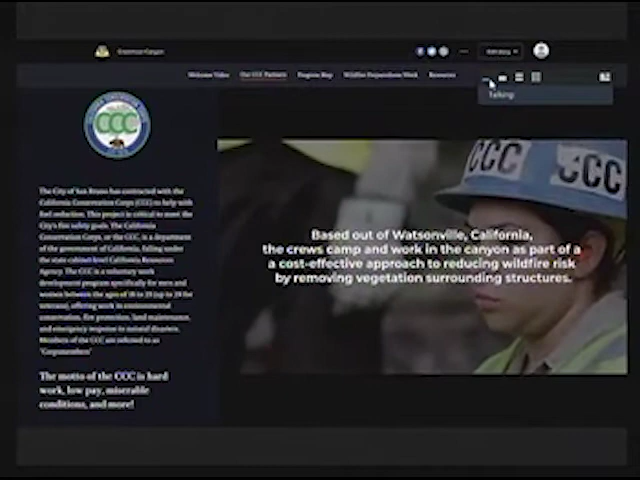 Crestmoor Canyon
Edit story
Welcome Video Our CCC Partners Progress Map Wildfire Preparedness Week Resources
Talking:
CCC
CCC CCC
The City of San Bruno has contracted with the
California Conservation Corps (CCC) to help with
fuel reduction. This project is critical to meet the
City's fire safety goals. The California
Conservation Corps, or the CCC, is a department
of the government of California, falling under
the state cabinet-level California Resources
Agency. The CCC is a voluntary work
development program specifically for men and
women between the ages of 18 to 25 (up to 29 for
veterans), offering work in environmental
conservation, fire protection, land maintenance,
and emergency response to natural disasters.
Members of the CCC are referred to as
"Corpsmembers"
The motto of the CCC is hard
work, low pay, miserable
conditions, and more!
Based out of Watsonville, California,
the crews camp and work in the canyon as part of a
a cost-effective approach to reducing wildfire risk
by removing vegetation surrounding structures.